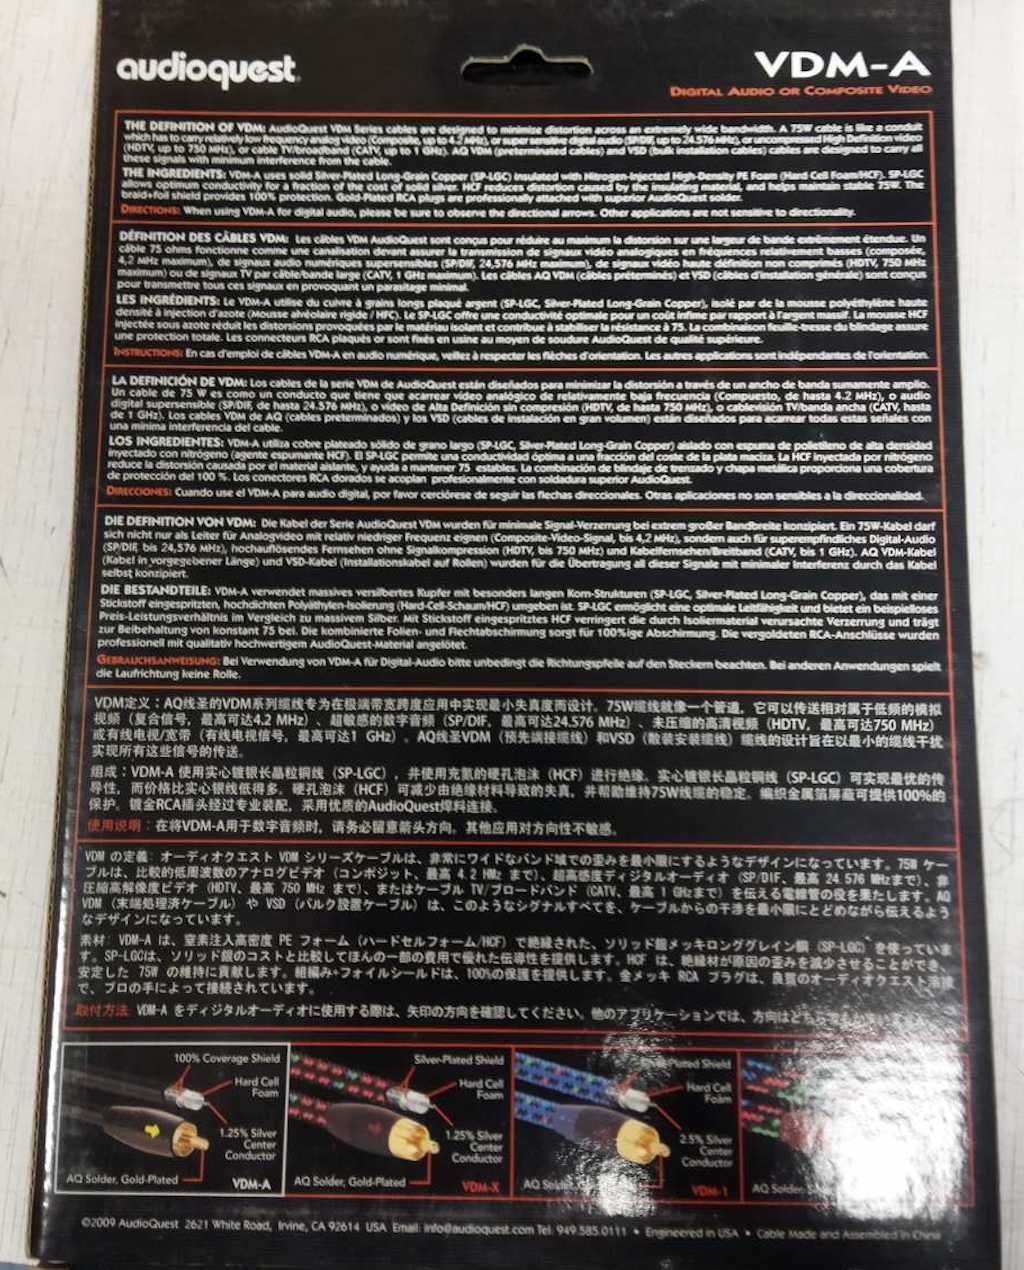 audioquest
VDM-A
DIGITAL AUDIO OR COMPOSITE VIDEO
THE DEFINITION OF VDM: AudioQuest VDM Series cables are designed to minimize distortion across an extremely wide bandwidth. A 75W cable is like a conduit
which has to carry relatively low frequency analog video (Composite, up to 4.2 MHz), or super sensitive digital audio (SP/DIF, up to 24.576 MHz), or uncompressed High Definition video
(HDTV, up to 750 MHz), or cable TV/broadband (CATV, up to 1 GHz). AQ VDM (preterminated cables) and VSD (bulk installation cables) cables are designed to carry all
these signals with minimum interference from the cable.
THE INGREDIENTS: VDM-A uses solid Silver-Plated Long-Grain Copper (SP-LGC) insulated with Nitrogen-Injected High-Density PE Foam (Hard Cell Foam/HCF). SP-LGC
allows optimum conductivity for a fraction of the cost of solid silver. HCF reduces distortion caused by the insulating material, and helps maintain stable 75W. The
braid+foil shield provides 100% protection. Gold-Plated RCA plugs are professionally attached with superior AudioQuest solder.
DIRECTIONS: When using VDM-A for digital audio, please be sure to observe the directional arrows. Other applications are not sensitive to directionality.
DÉFINITION DES CÂBLES VDM: Les câbles VDM AudioQuest sont conçus pour réduire au maximum la distorsion sur une largeur de bande extrêmement étendue. Un
câble 75 ohms fonctionne comme une canalisation devant assurer la transmission de signaux vidéo analogiques en fréquences relativement basses (composée,
4,2 MHz maximum), de signaux audio numériques supersensibles (SP/DIF, 24,576 MHz maximum), de signaux vidéo haute définition non comprimés (HDTV, 750 MHz
maximum) ou de signaux TV par câble/bande large (CATV, 1 GHz maximum). Les câbles AQ VDM (câbles préterminés) et VSD (câbles d'installation générale) sont conçus
pour transmettre tous ces signaux en provoquant un parasitage minimal.
LES INGRÉDIENTS: Le VDM-A utilise du cuivre à grains longs plaqué argent (SP-LGC, Silver-Plated Long-Grain Copper), isolé par de la mousse polyéthylène haute
densité à injection d'azote (Mousse alvéolaire rigide / HFC). Le SP-LGC offre une conductivité optimale pour un coût infime par rapport à l'argent massif. La mousse HCF
injectée sous azote réduit les distorsions provoquées par le matériau isolant et contribue à stabiliser la résistance à 75. La combinaison feuille-tresse du blindage assure
une protection totale. Les connecteurs RCA plaqués or sont fixés en usine au moyen de soudure AudioQuest de qualité supérieure.
INSTRUCTIONS: En cas d'emploi de câbles VDM-A en audio numérique, veillez à respecter les flèches d'orientation. Les autres applications sont indépendantes de l'orientation.
LA DEFINICIÓN DE VDM: Los cables de la serie VDM de AudioQuest están diseñados para minimizar la distorsión a través de un ancho de banda sumamente amplio.
Un cable de 75 W es como un conducto que tiene que acarrear video análogico de relativamente baja frecuencia (Compuesto, de hasta 4.2 MHz), o audio
digital supersensible (SP/DIF, de hasta 24.576 MHz), o video de Alta Definición sin compresión (HDTV, de hasta 750 MHz), o cablevisión TV/banda ancha (CATV, hasta
de 1 GHz). Los cables VDM de AQ (cables preterminados) y los VSD (cables de instalación en gran volumen) están diseñados para acarrear todas estas señales con
una mínima interferencia del cable.
LOS INGREDIENTES: VDM-A utiliza cobre plateado sólido de grano largo (SP-LGC, Silver-Plated Long-Grain Copper) aislado con espuma de polietileno de alta densidad
inyectado con nitrógeno (agente espumante HCF). El SP-LGC permite una conductividad óptima a una fracción del coste de la plata maciza. La HCF inyectada por nitrógeno
reduce la distorsión causada por el material aislante, y ayuda a mantener 75 estables. La combinación de blindaje de trenzado y chapa metálica proporciona una cobertura
de protección del 100 %. Los conectores RCA dorados se acoplan profesionalmente con soldadura superior AudioQuest.
DIRECCIONES: Cuando use el VDM-A para audio digital, por favor cerciórese de seguir las flechas direccionales. Otras aplicaciones no son sensibles a la direccionalidad.
DIE DEFINITION VON VDM: Die Kabel der Serie AudioQuest VDM wurden für minimale Signal-Verzerrung bei extrem großer Bandbreite konzipiert. Ein 75W-Kabel darf
sich nicht nur als Leiter für Analogvideo mit relativ niedriger Frequenz eignen (Composite-Video-Signal, bis 4,2 MHz), sondern auch für superempfindliches Digital-Audio
(SP/DIF, bis 24,576 MHz), hochauflösendes Fernsehen ohne Signalkompression (HDTV, bis 750 MHz) und Kabelfernsehen/Breitband (CATV, bis 1 GHz). AQ VDM-Kabel
(Kabel in vorgegebener Länge) und VSD-Kabel (Installationskabel auf Rollen) wurden für die Übertragung all dieser Signale mit minimaler Interferenz durch das Kabel
selbst konzipiert.
DIE BESTANDTEILE: VDM-A verwendet massives versilbertes Kupfer mit besonders langen Korn-Strukturen (SP-LGC, Silver-Plated Long-Grain Copper), das mit einer
Stickstoff eingespritzten, hochdichten Polyäthylen-Isolierung (Hard-Cell-Schaum/HCF) umgeben ist. SP-LGC ermöglicht eine optimale Leitfähigkeit und bietet ein beispielloses
Preis-Leistungsverhältnis im Vergleich zu massivem Silber. Mit Stickstoff eingespritztes HCF verringert die durch Isoliermaterial verursachte Verzerrung und trägt
zur Beibehaltung von konstant 75 bei. Die kombinierte Folien- und Flechtabschirmung sorgt für 100%ige Abschirmung. Die vergoldeten RCA-Anschlüsse wurden
professionell mit qualitativ hochwertigem AudioQuest-Material angelötet.
GEBRAUCHSANWEISUNG: Bei Verwendung von VDM-A für Digital-Audio bitte unbedingt die Richtungspfeile auf den Steckern beachten. Bei anderen Anwendungen spielt
die Laufrichtung keine Rolle.
VDM定义：AQ线圣的VDM系列缆线专为在极端带宽跨度应用中实现最小失真度而设计。75W缆线就像一个管道，它可以传送相对属于低频的模拟
视频（复合信号，最高可达4.2 MHz）、超敏感的数字音频（SP/DIF，最高可达24.576 MHz）、未压缩的高清视频（HDTV，最高可达750 MHz）
或有线电视/宽带（有线电视信号，最高可达1 GHz）。AQ线圣VDM（预先端接缆线）和VSD（散装安装缆线）缆线的设计旨在以最小的缆线干扰
实现所有这些信号的传送。
组成：VDM-A 使用实心镀银长晶粒铜线（SP-LGC），并使用充氮的硬孔泡沫（HCF）进行绝缘。实心镀银长晶粒铜线（SP-LGC）可实现最优的传
导性，而价格比实心银线低得多。硬孔泡沫（HCF）可减少由绝缘材料导致的失真，并帮助维持75W线缆的稳定。编织金属箔屏蔽可提供100%的
保护。镀金RCA插头经过专业装配，采用优质的AudioQuest焊料连接。
使用说明：在将VDM-A用于数字音频时，请务必留意箭头方向。其他应用对方向性不敏感。
VDM の定義: オーディオクエスト VDM シリーズケーブルは、非常にワイドなバンド域での歪みを最小限にするようなデザインになっています。75W ケー
ブルは、比較的低周波数のアナログビデオ（コンポジット、最高 4.2 HMz まで）、超高感度ディジタルオーディオ（SP/DIF、最高 24.576 MHzまで）、非
圧縮高解像度ビデオ（HDTV、最高 750 MHz まで）、またはケーブル TV/ブロードバンド（CATV、最高 1 GHzまで）を伝える電線管の役を果たします。AQ
VDM（末端処理済ケーブル）や VSD（バルク設置ケーブル）は、このようなシグナルすべてを、ケーブルからの干渉を最小限にとどめながら伝えるよう
なデザインになっています。
素材: VDM-A は、窒素注入高密度 PE フォーム（ハードセルフォーム/HCF）で絶縁された、ソリッド銀メッキロンググレイン銅（SP-LGC）を使っていま
す。SP-LGCは、ソリッド銀のコストと比較してほんの一部の費用で優れた伝導性を提供します。HCF は、絶縁材が原因の歪みを減少させることができ、
安定した 75W の維持に貢献します。組編み+フォイルシールドは、100%の保護を提供します。金メッキ RCA プラグは、良質のオーディオクエスト溶接
で、プロの手によって接続されています。
取付方法: VDM-A をディジタルオーディオに使用する際は、矢印の方向を確認してください。他のアプリケーションでは、方向は
100% Coverage Shield
Hard Cell
Foam
1.25% Silver
Center
Conductor
AQ Solder, Gold-Plated
VDM-A
Silver-Plated Shield
Hard Cell
Foam
1.25% Silver
Center
Conductor
AQ Solder, Gold-Plated
VDM-X
Plated Shield
Hard Cell
Foam
2.5% Silver
Center
Conductor
AQ
VDM-1
AQ Solder
©2009 AudioQuest 2621 White Road, Irvine, CA 92614 USA Email: info@audioquest.com Tel: 949.585.0111 • Engineered in USA • Cable Made and Assembled in China